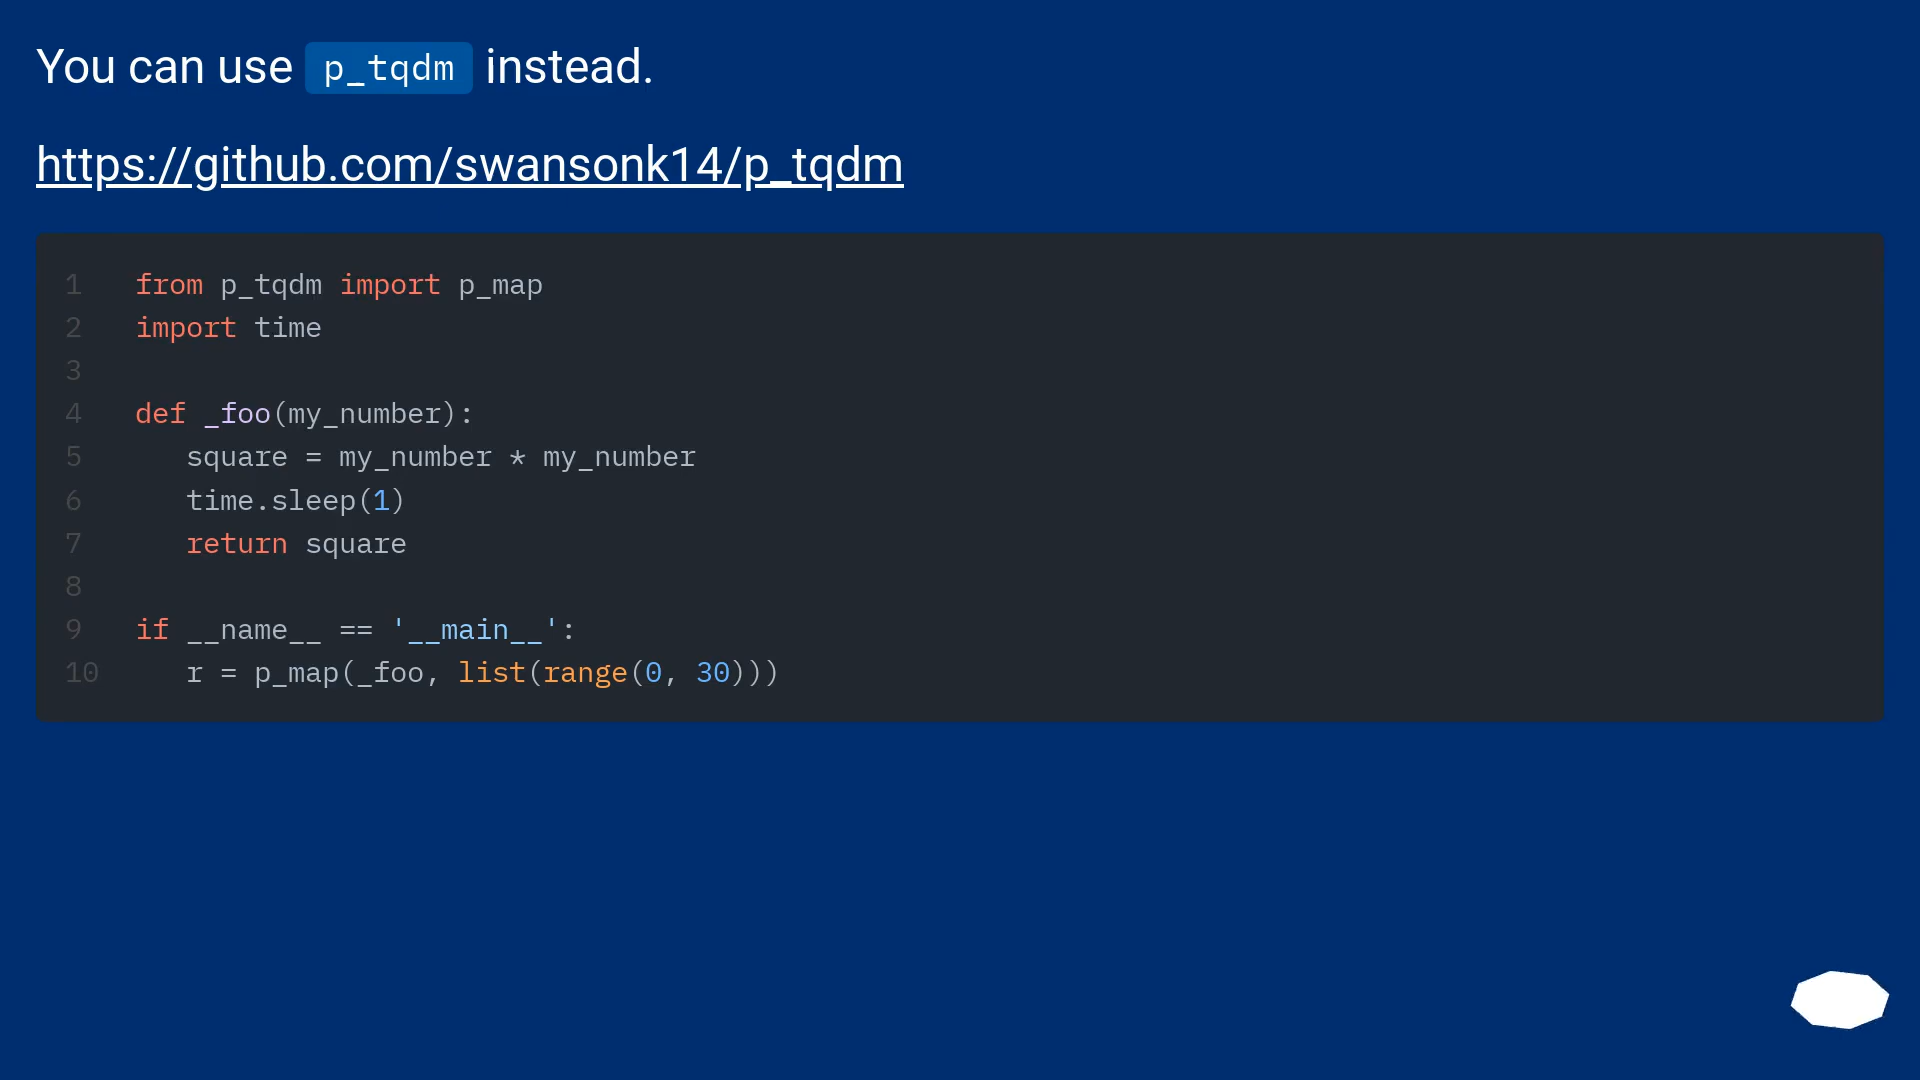 You can use p_tqdm instead.
https://github.com/swansonk14/p_tqdm
1 from p_tqdm import p_map
2 import time
3
4 def _foo(my_number):
5    square = my_number * my_number
6    time.sleep(1)
7    return square
8
9 if __name__ == '__main__':
10    r = p_map(_foo, list(range(0, 30)))